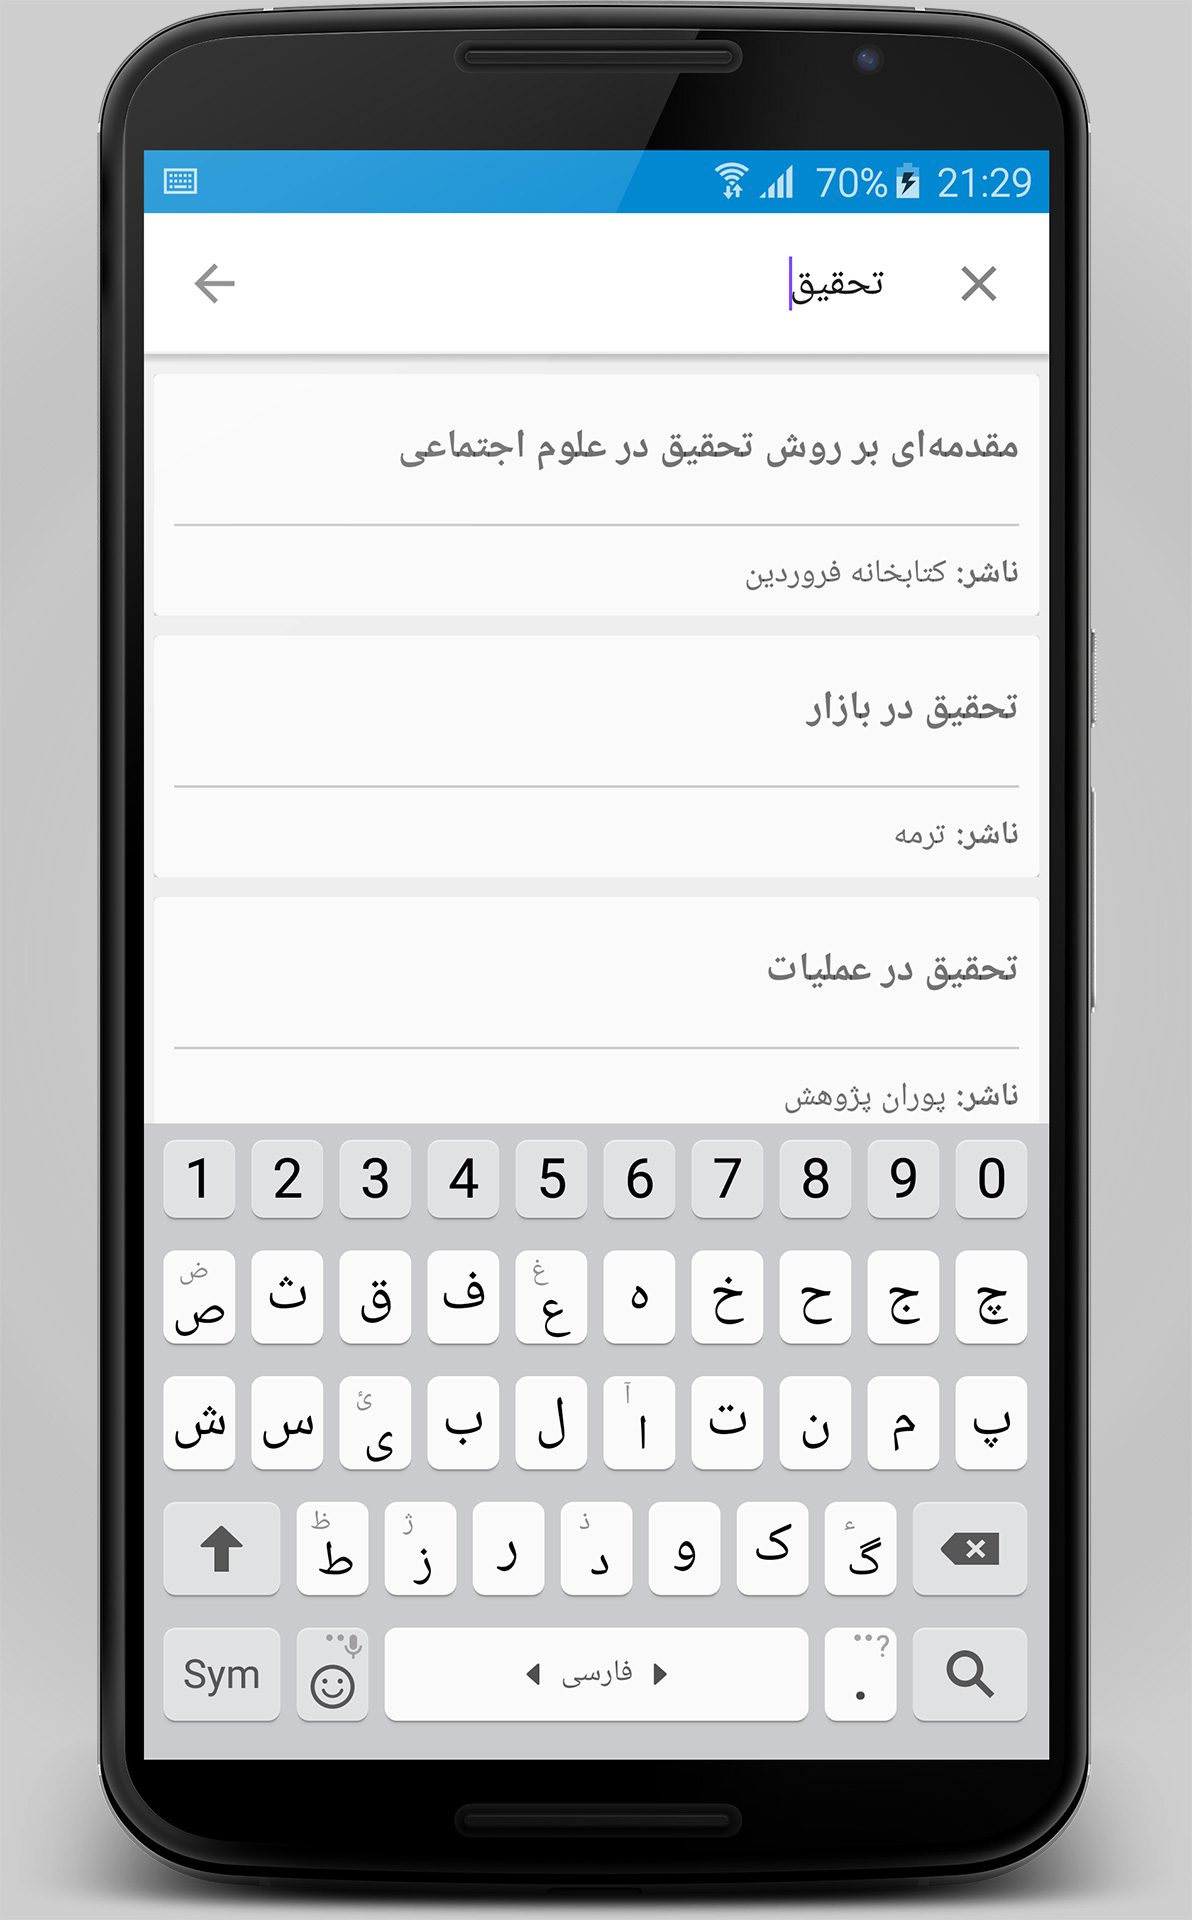 70% 21:29
تحقیق
مقدمه‌ای بر روش تحقیق در علوم اجتماعی
ناشر: کتابخانه فروردین
تحقیق در بازار
ناشر: ترمه
تحقیق در عملیات
ناشر: پوران پژوهش
1 2 3 4 5 6 7 8 9 0
ض ص ث ق ف غ ع ه خ ح ج چ
ش س ئ ی ب ل آ ا ت ن م پ
ظ ط ژ ز ر ذ د و ک ء گ
Sym فارسی . ?